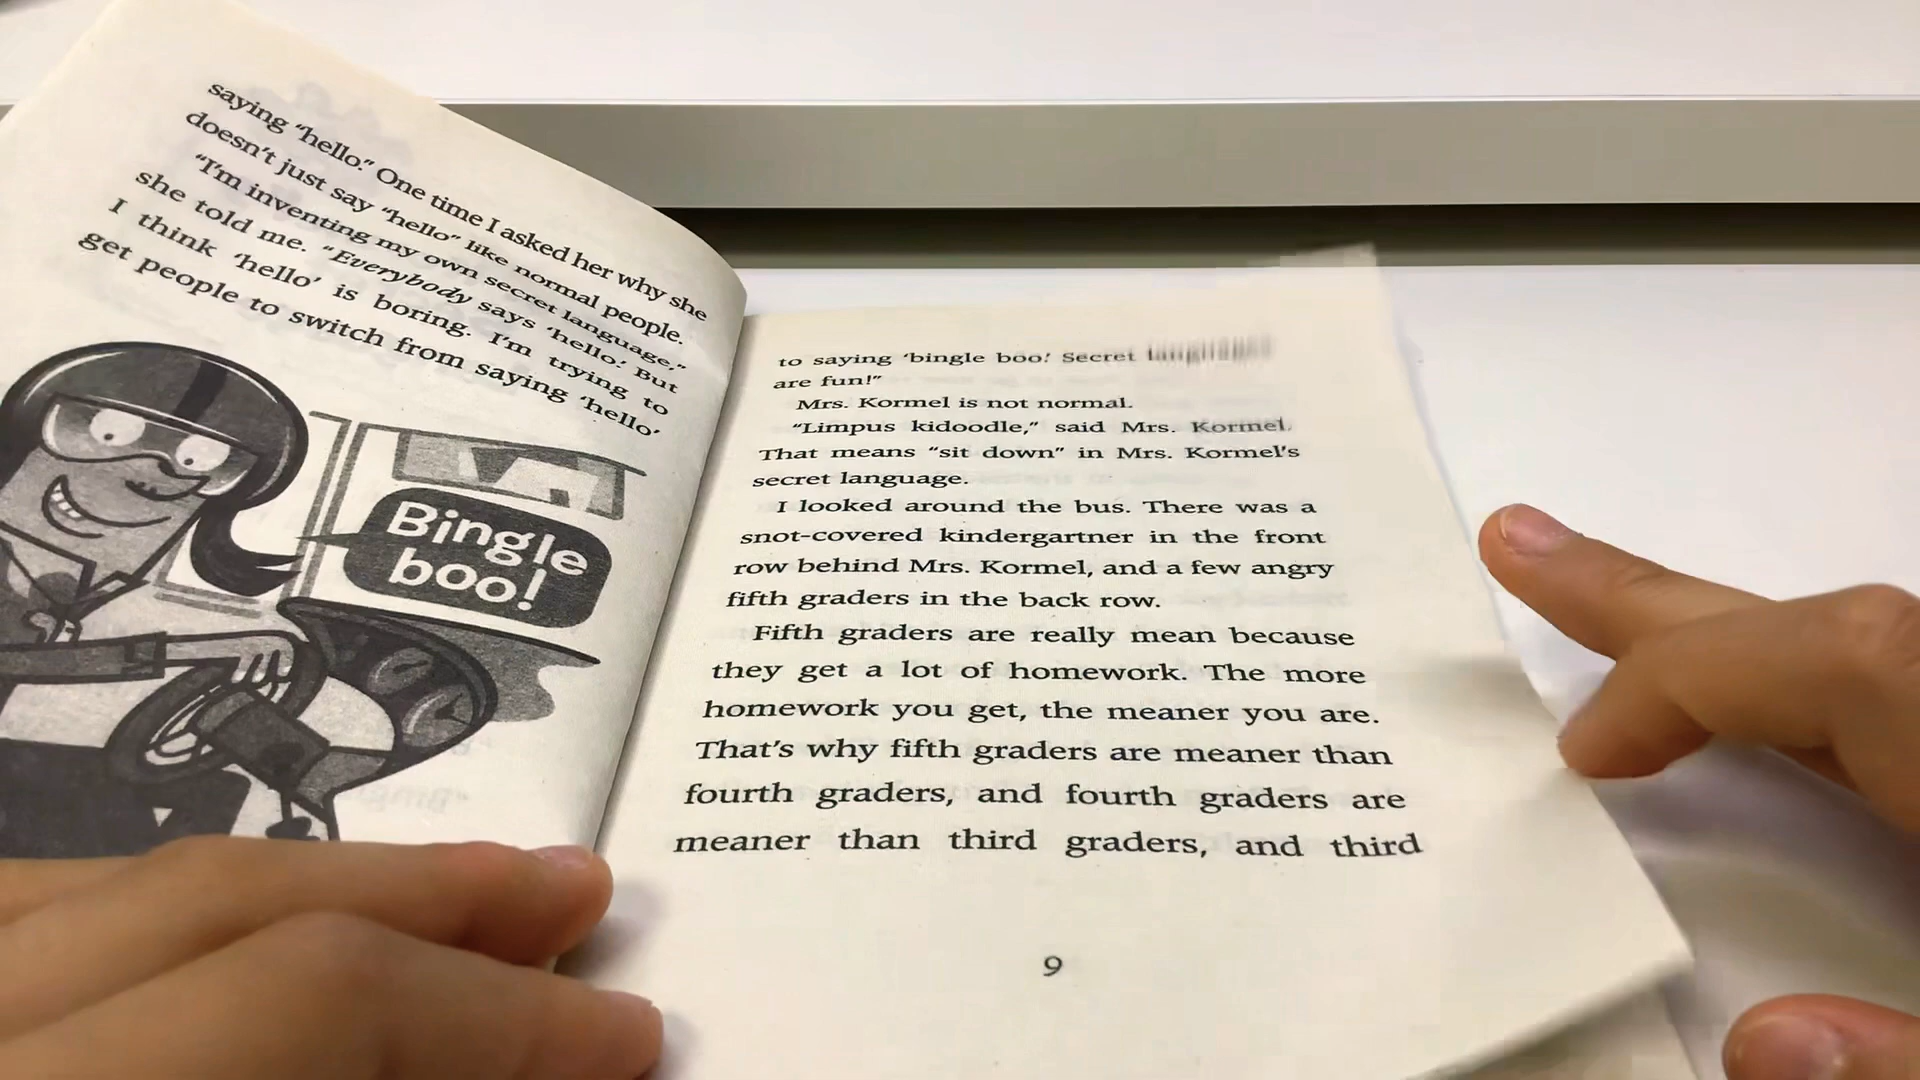 saying “hello.” One time I asked her why she
doesn’t just say “hello” like normal people.
“I’m inventing my own secret language,”
she told me. “Everybody says ‘hello.’ But
I think ‘hello’ is boring. I’m trying to
get people to switch from saying ‘hello’
Bingle
boo!
to saying ‘bingle boo.’ Secret
are fun!”
Mrs. Kormel is not normal.
“Limpus kidoodle,” said Mrs. Kormel.
That means “sit down” in Mrs. Kormel’s
secret language.
I looked around the bus. There was a
snot-covered kindergartner in the front
row behind Mrs. Kormel, and a few angry
fifth graders in the back row.
Fifth graders are really mean because
they get a lot of homework. The more
homework you get, the meaner you are.
That’s why fifth graders are meaner than
fourth graders, and fourth graders are
meaner than third graders, and third
9